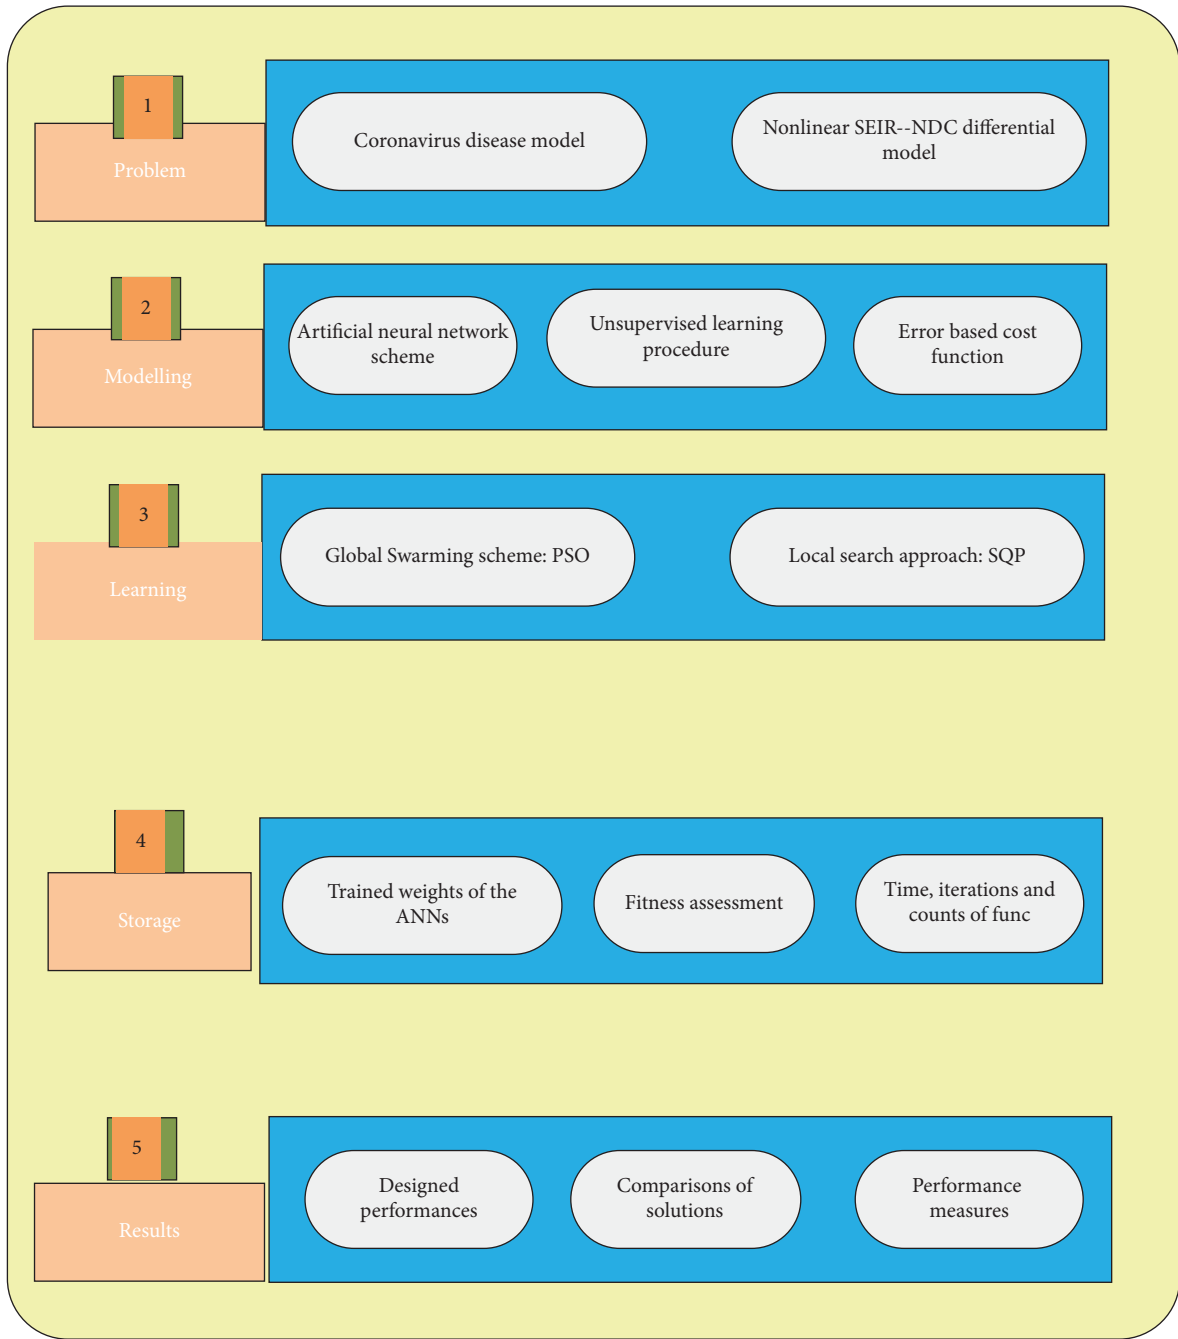 1
Problem
Coronavirus disease model
Nonlinear SEIR--NDC differential
model
2
Modelling
Artificial neural network
scheme
Unsupervised learning
procedure
Error based cost
function
3
Learning
Global Swarming scheme: PSO
Local search approach: SQP
4
Storage
Trained weights of the
ANNs
Fitness assessment
Time, iterations and
counts of func
5
Results
Designed
performances
Comparisons of
solutions
Performance
measures